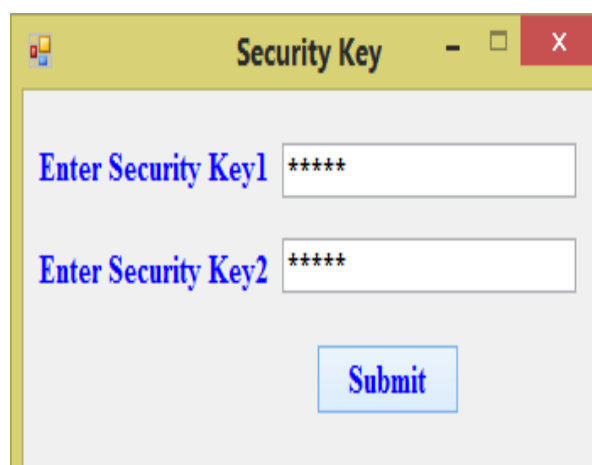 Security Key
Enter Security Key1 *****
Enter Security Key2 *****
Submit